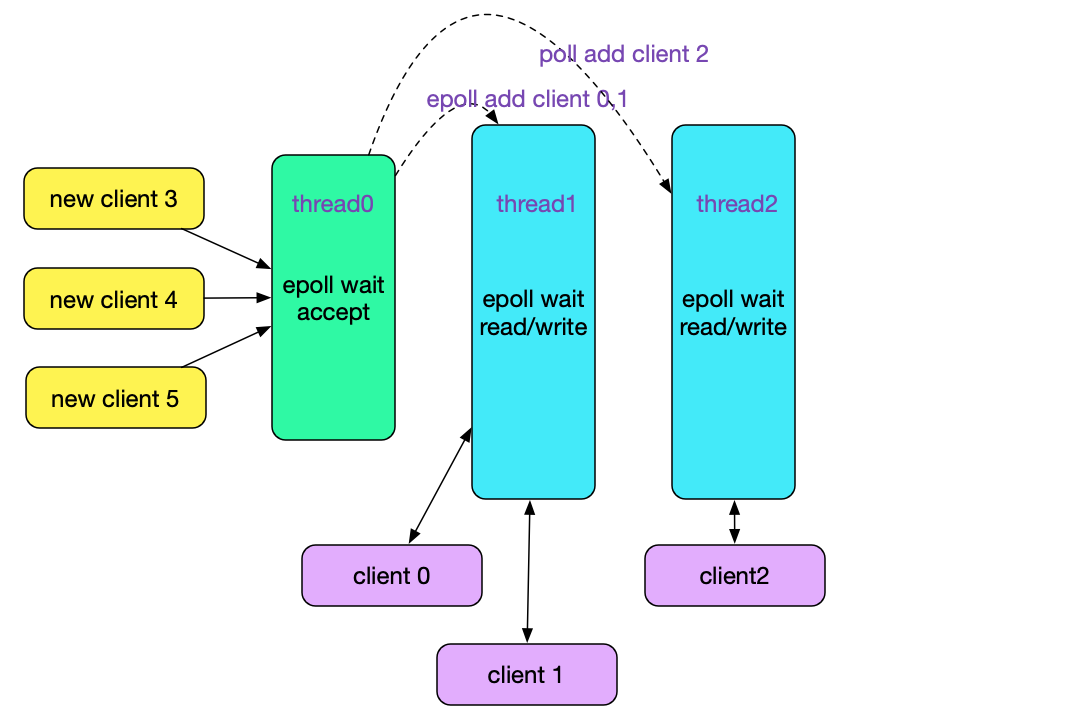 poll add client 2
epoll add client 0,1
new client 3
new client 4
new client 5
thread0
epoll wait
accept
thread1
epoll wait
read/write
thread2
epoll wait
read/write
client 0
client 1
client2